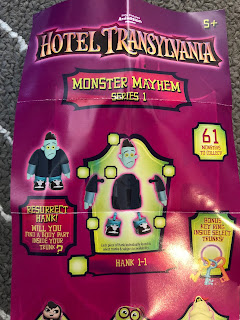 Animation
5+
HOTEL TRANSYLVANIA
MONSTER MAYHEM
SERIES 1
61
MONSTERS
TO COLLECT
RESURRECT
HANK!
WILL YOU
FIND A BODY PART
INSIDE YOUR
TRUNK?
BONUS
KEY RING
INSIDE SELECT
TRUNKS!
HANK 1-1